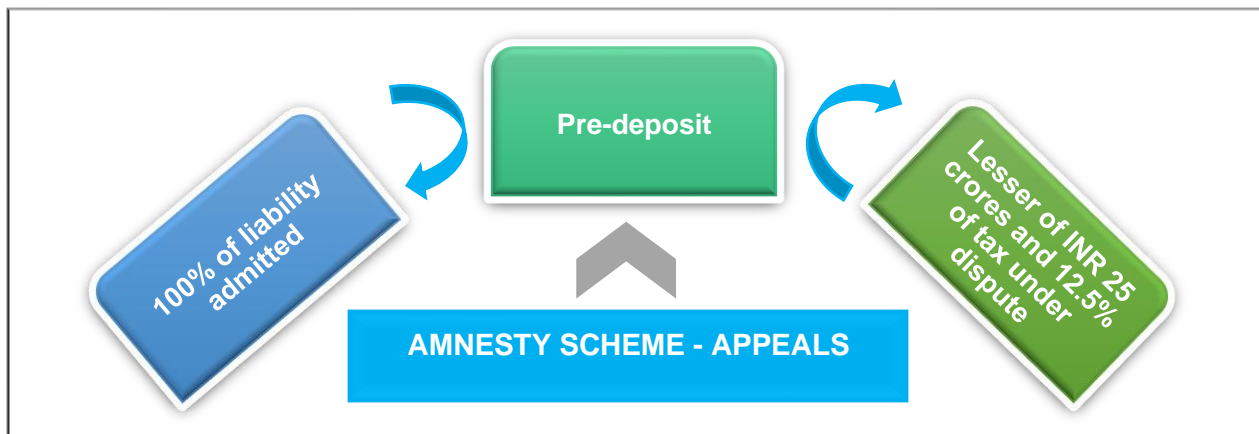 Pre-deposit
100% of liability
admitted
Lesser of INR 25
crores and 12.5%
of tax under
dispute
AMNESTY SCHEME - APPEALS